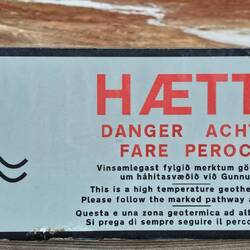 HÆTT
DANGER ACHT
FARE PEROC
Vinsamlegast fylgið merktum gö
um háhitasvæðið við Gunnu
This is a high temperature geothe
Please follow the marked pathway a
Questa e una zona geotermica ad alt
Si prega di sempre seguire il perco